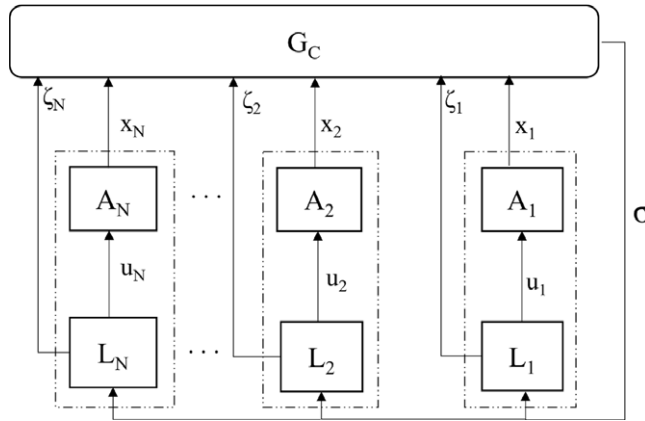 G_C
ζ_N ζ_2 ζ_1
x_N x_2 x_1
A_N · · · A_2 A_1
σ
u_N u_2 u_1
L_N · · · L_2 L_1